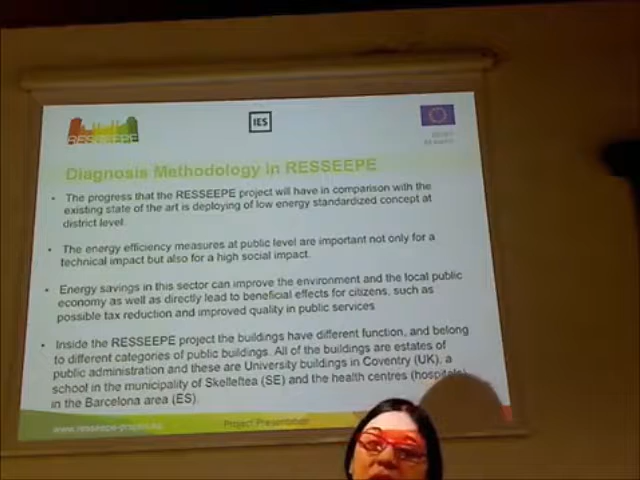 RESSEEPE
IES
Diagnosis Methodology in RESSEEPE
• The progress that the RESSEEPE project will have in comparison with the
existing state of the art is deploying of low energy standardized concept at
district level.
• The energy efficiency measures at public level are important not only for a
technical impact but also for a high social impact.
• Energy savings in this sector can improve the environment and the local public
economy as well as directly lead to beneficial effects for citizens, such as
possible tax reduction and improved quality in public services
• Inside the RESSEEPE project the buildings have different function, and belong
to different categories of public buildings. All of the buildings are estates of
public administration and these are University buildings in Coventry (UK), a
school in the municipality of Skelleftea (SE) and the health centres (hospitals)
in the Barcelona area (ES).
Project Presentation